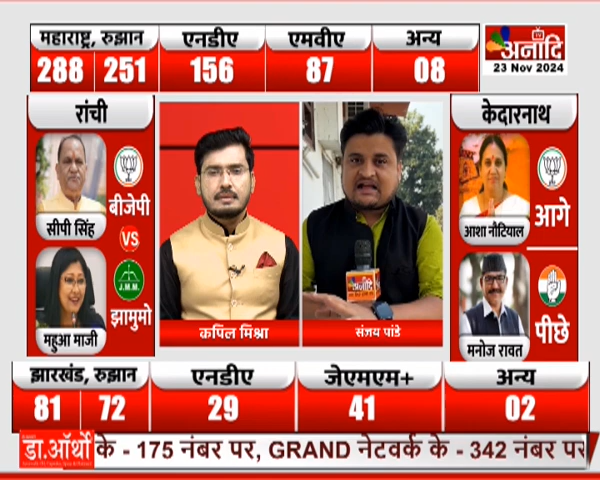 महाराष्ट्र, रुझान
288 251
एनडीए
156
एमवीए
87
अन्य
08
TV
अनादि
23 Nov 2024
रांची
सीपी सिंह
बीजेपी
VS
महुआ माजी
J.M.M.
झामुमो
कपिल मिश्रा
अनादि
संजय पांडे
केदारनाथ
आशा नौटियाल
आगे
मनोज रावत
पीछे
झारखंड, रुझान
81 72
एनडीए
29
जेएमएम+
41
अन्य
02
डा.ऑर्थो
के - 175 नंबर पर, GRAND नेटवर्क के - 342 नंबर पर